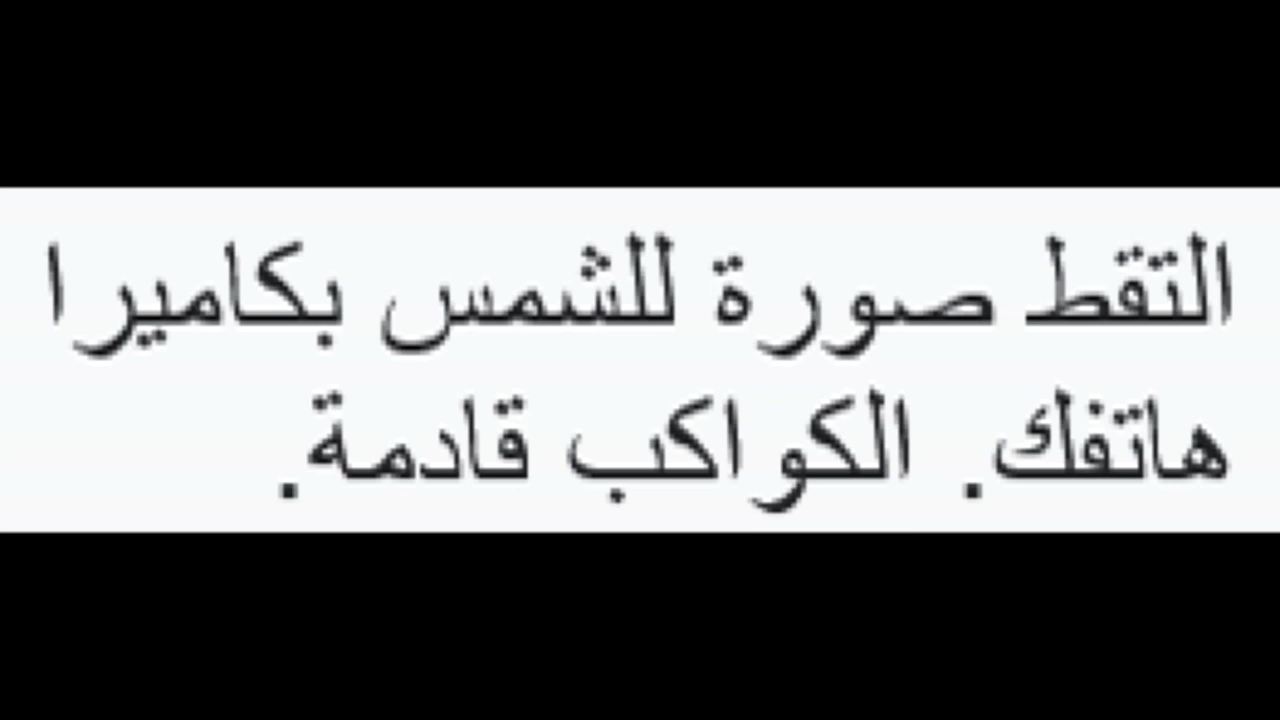 التقط صورة للشمس بكاميرا
هاتفك. الكواكب قادمة.